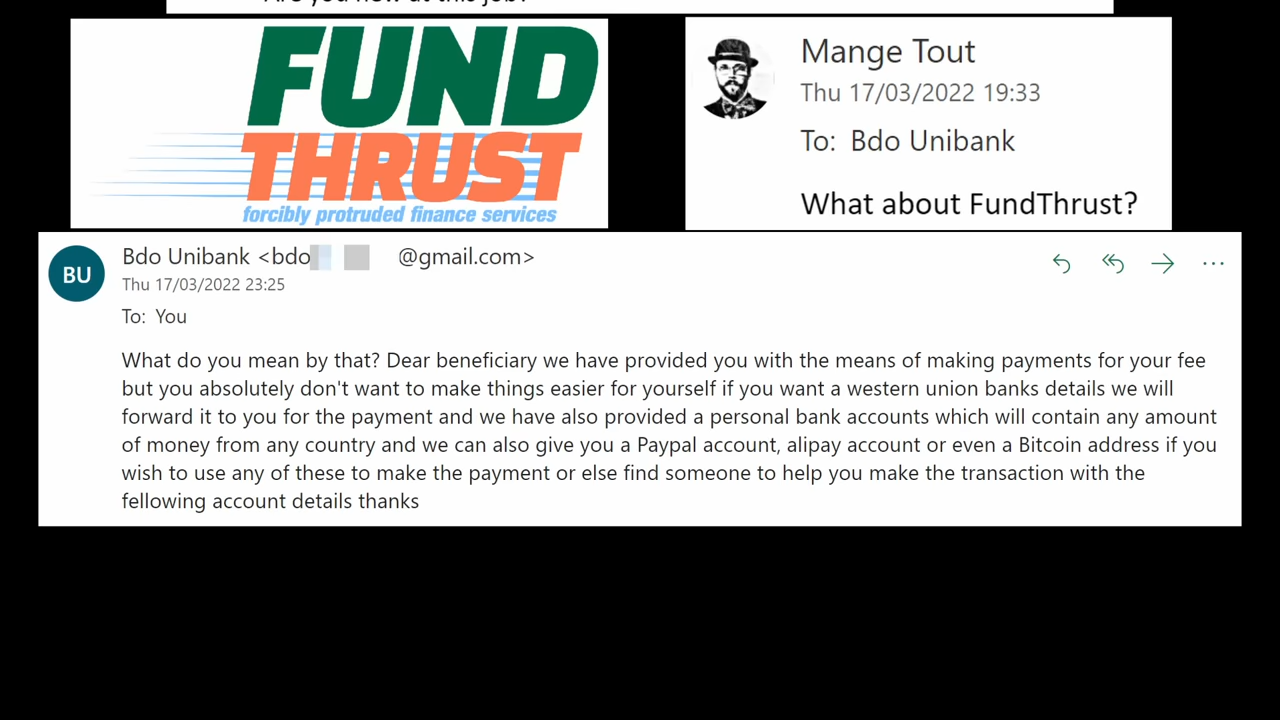 Are you new at this job?
FUND
THRUST
forcibly protruded finance services
Mange Tout
Thu 17/03/2022 19:33
To: Bdo Unibank
What about FundThrust?
BU
Bdo Unibank <bdo @gmail.com>
Thu 17/03/2022 23:25
To: You
What do you mean by that? Dear beneficiary we have provided you with the means of making payments for your fee
but you absolutely don't want to make things easier for yourself if you want a western union banks details we will
forward it to you for the payment and we have also provided a personal bank accounts which will contain any amount
of money from any country and we can also give you a Paypal account, alipay account or even a Bitcoin address if you
wish to use any of these to make the payment or else find someone to help you make the transaction with the
fellowing account details thanks